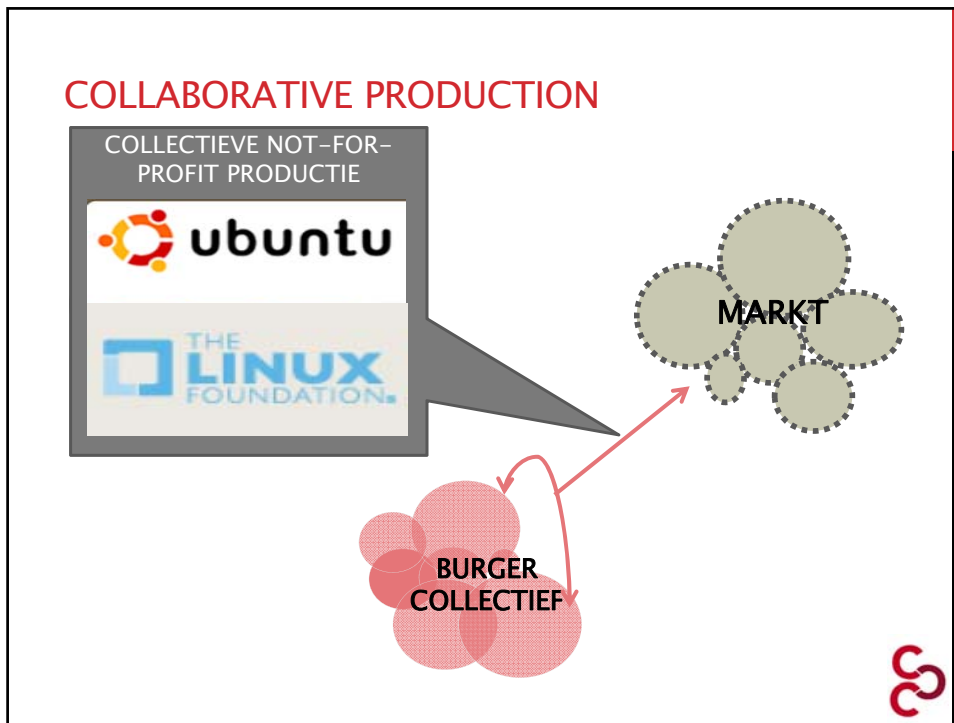 COLLABORATIVE PRODUCTION
COLLECTIEVE NOT-FOR-
PROFIT PRODUCTIE
ubuntu
THE
LINUX
FOUNDATION.
MARKT
BURGER
COLLECTIEF